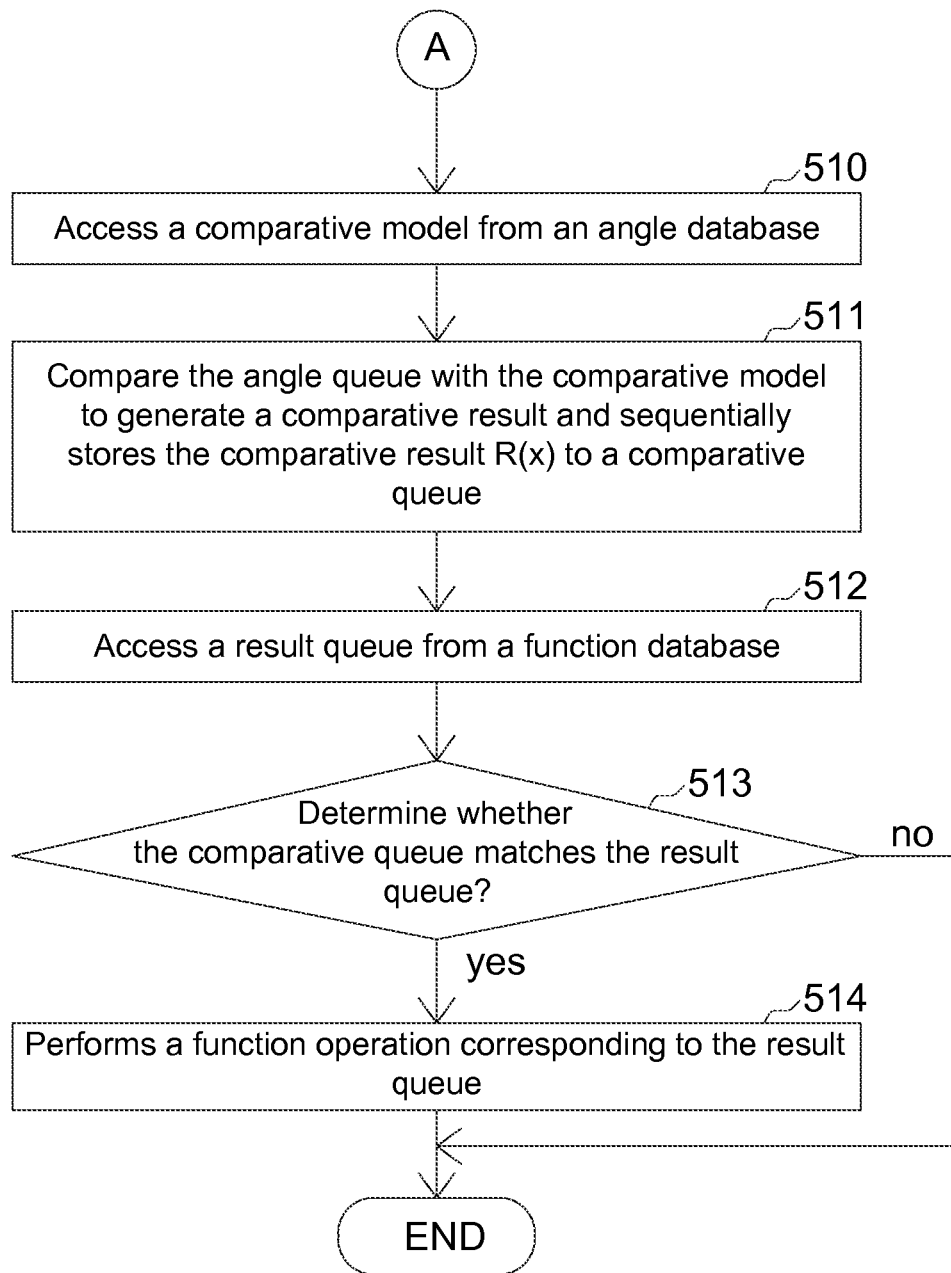 A
510
Access a comparative model from an angle database
511
Compare the angle queue with the comparative model
to generate a comparative result and sequentially
stores the comparative result R(x) to a comparative
queue
512
Access a result queue from a function database
513
Determine whether
the comparative queue matches the result
queue?
no
yes
514
Performs a function operation corresponding to the result
queue
END